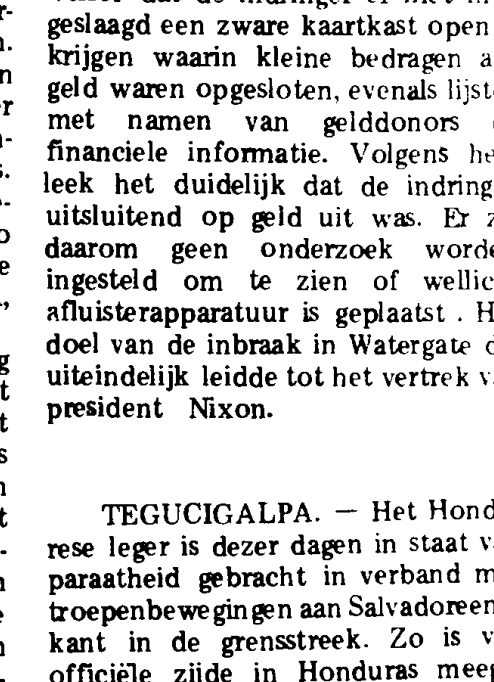 geslaagd een zware kaartkast open
krijgen waarin kleine bedragen a
geld waren opgesloten, evenals lijst
met namen van gelddonors
financiele informatie. Volgens he
leek het duidelijk dat de indring
uitsluitend op geld uit was. Er z
daarom geen onderzoek worde
ingesteld om te zien of wellic
afluisterapparatuur is geplaatst . H
doel van de inbraak in Watergate d
uiteindelijk leidde tot het vertrek v
president Nixon.
TEGUCIGALPA. — Het Hond
rese leger is dezer dagen in staat v
paraatheid gebracht in verband m
troepenbewegingen aan Salvadoreen
kant in de grensstreek. Zo is v
officiële zijde in Honduras meeg